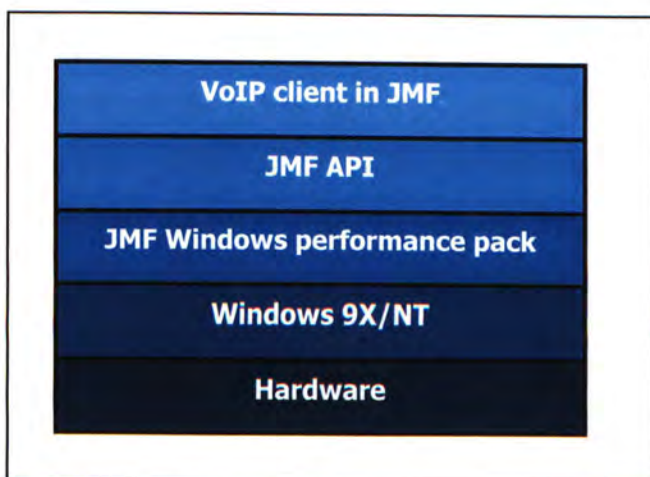 VoIP client in JMF
JMF API
JMF Windows performance pack
Windows 9X/NT
Hardware